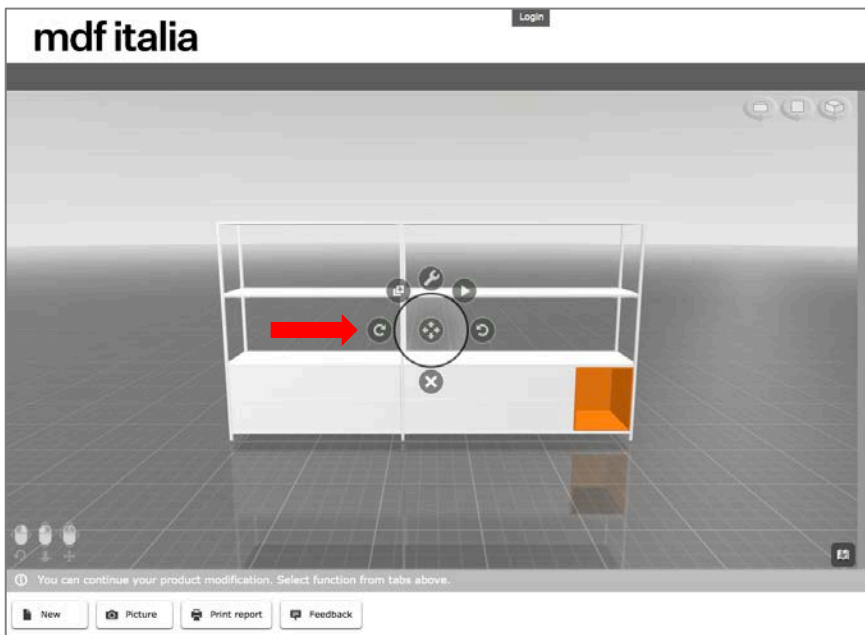 Login
mdf italia
You can continue your product modification. Select function from tabs above.
New
Picture
Print report
Feedback